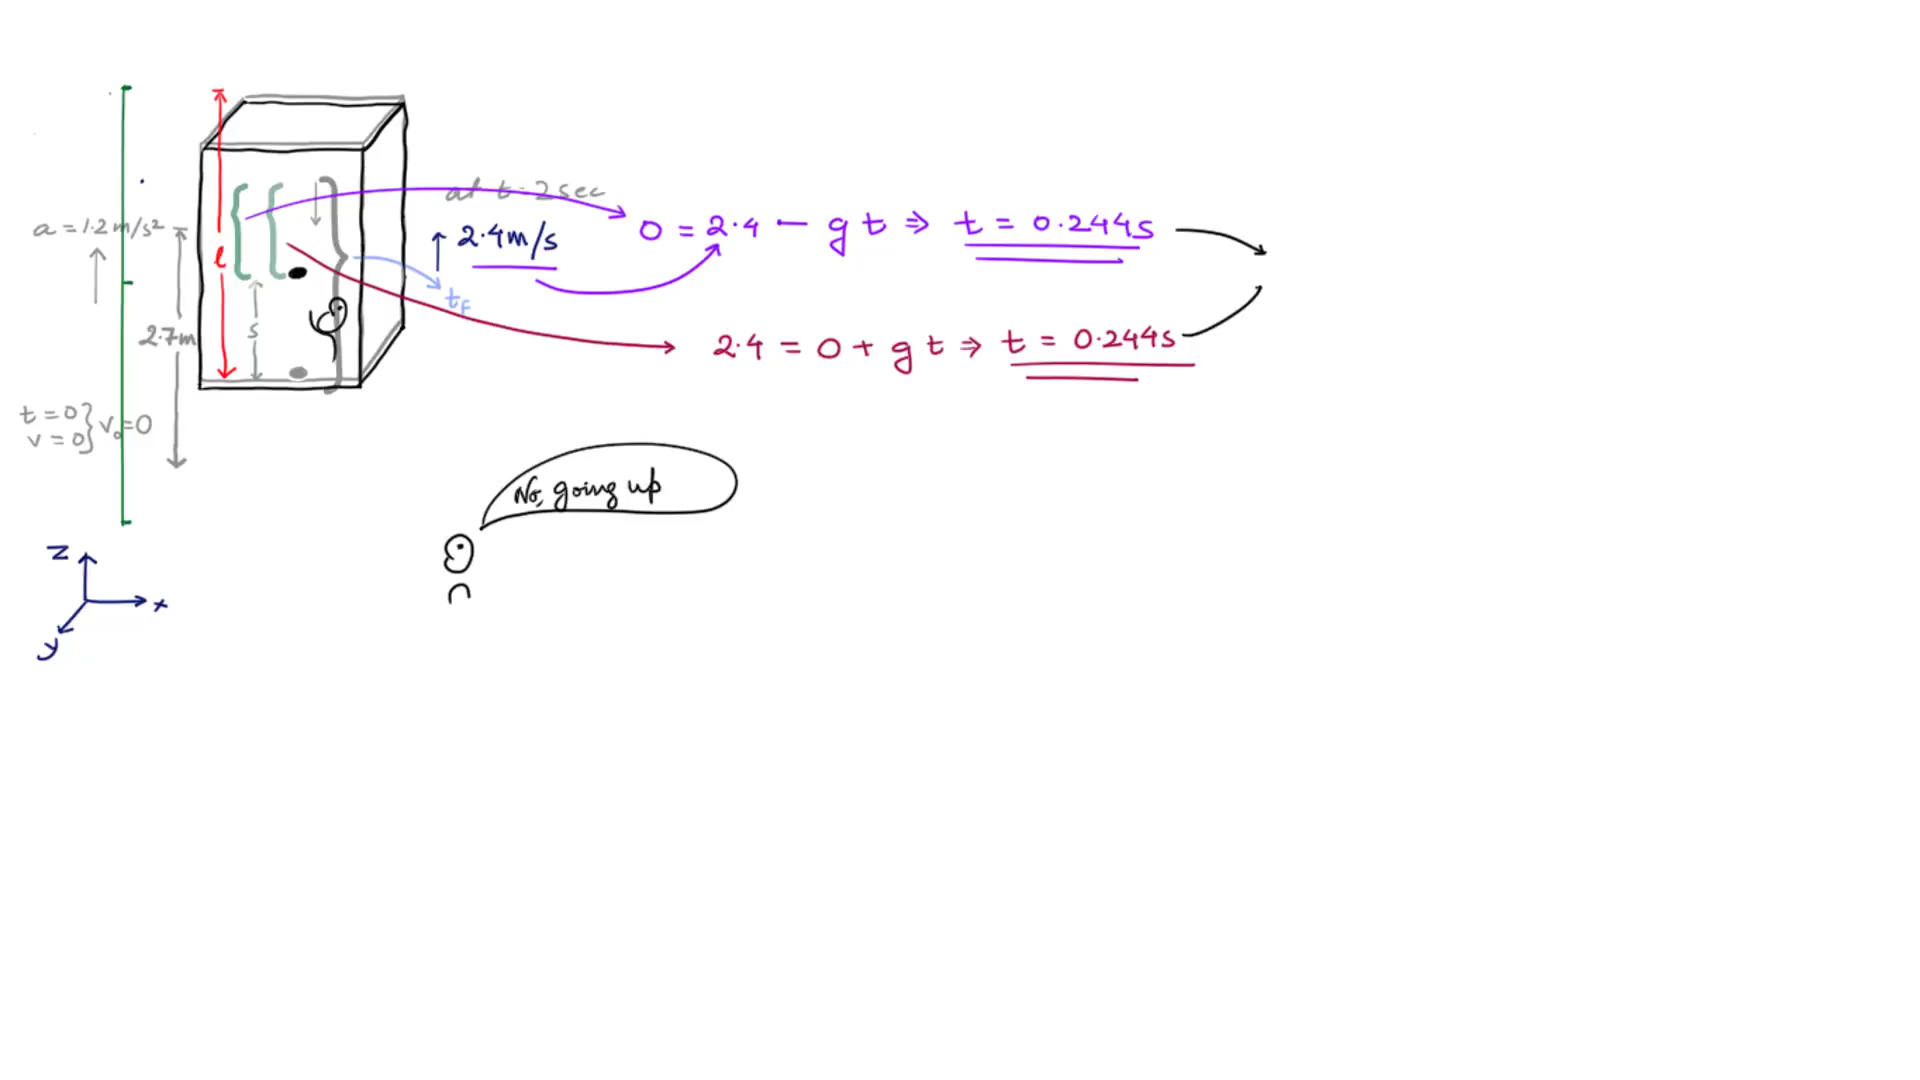 at t=2sec
a = 1.2 m/s²
↑ 2.4 m/s
0 = 2.4 - gt ⇒ t = 0.244s
l
t_F
s
2.7m
2.4 = 0 + gt ⇒ t = 0.244s
t = 0
v = 0 } v₀=0
No, going up
z
x
y